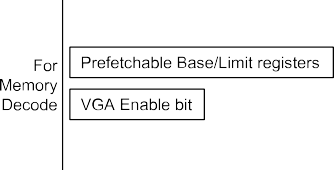 For
Memory
Decode
Prefetchable Base/Limit registers
VGA Enable bit